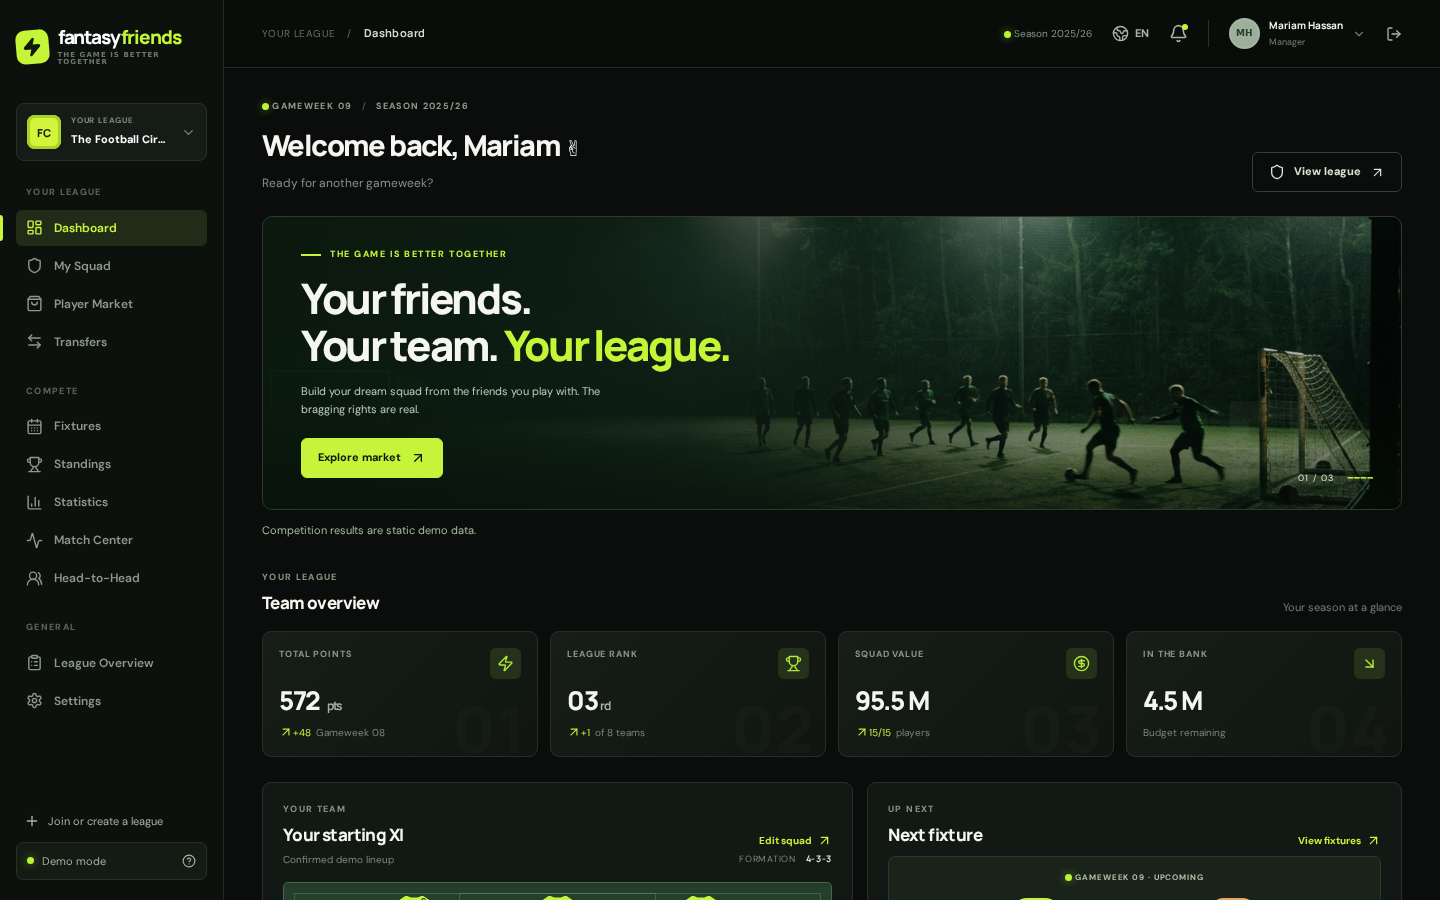 fantasyfriends
THE GAME IS BETTER
TOGETHER
FC
YOUR LEAGUE
The Football Cir...
YOUR LEAGUE
Dashboard
My Squad
Player Market
Transfers
COMPETE
Fixtures
Standings
Statistics
Match Center
Head-to-Head
GENERAL
League Overview
Settings
Join or create a league
Demo mode
YOUR LEAGUE / Dashboard
Season 2025/26
EN
MH
Mariam Hassan
Manager
GAMEWEEK 09 / SEASON 2025/26
Welcome back, Mariam ✌
Ready for another gameweek?
View league
THE GAME IS BETTER TOGETHER
Your friends.
Your team. Your league.
Build your dream squad from the friends you play with. The
bragging rights are real.
Explore market
01 / 03
Competition results are static demo data.
YOUR LEAGUE
Team overview
Your season at a glance
TOTAL POINTS
572 pts
+48 Gameweek 08
01
LEAGUE RANK
03 rd
+1 of 8 teams
02
SQUAD VALUE
95.5 M
15/15 players
03
IN THE BANK
4.5 M
Budget remaining
04
YOUR TEAM
Your starting XI
Confirmed demo lineup
Edit squad
FORMATION 4-3-3
UP NEXT
Next fixture
View fixtures
GAMEWEEK 09 · UPCOMING